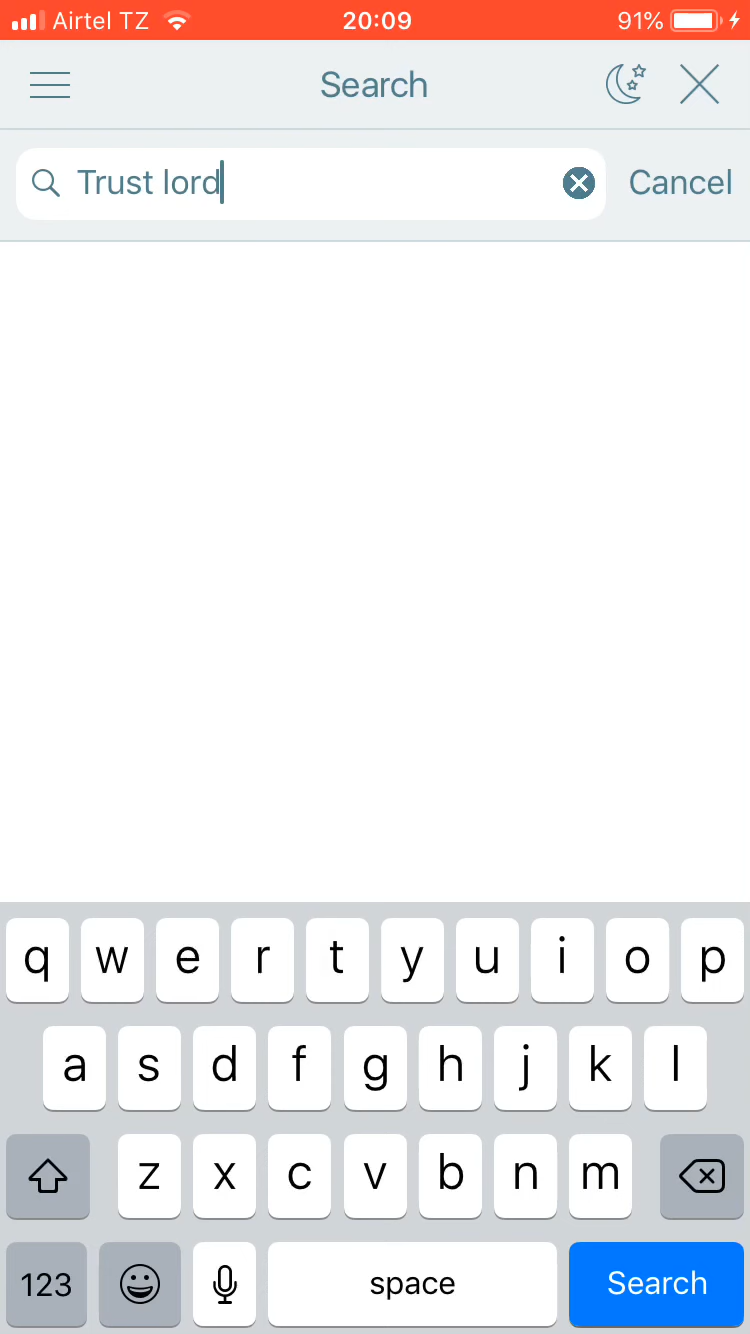 Airtel TZ 20:09 91%
Search
Trust lord Cancel
q w e r t y u i o p
a s d f g h j k l
z x c v b n m
123 space Search